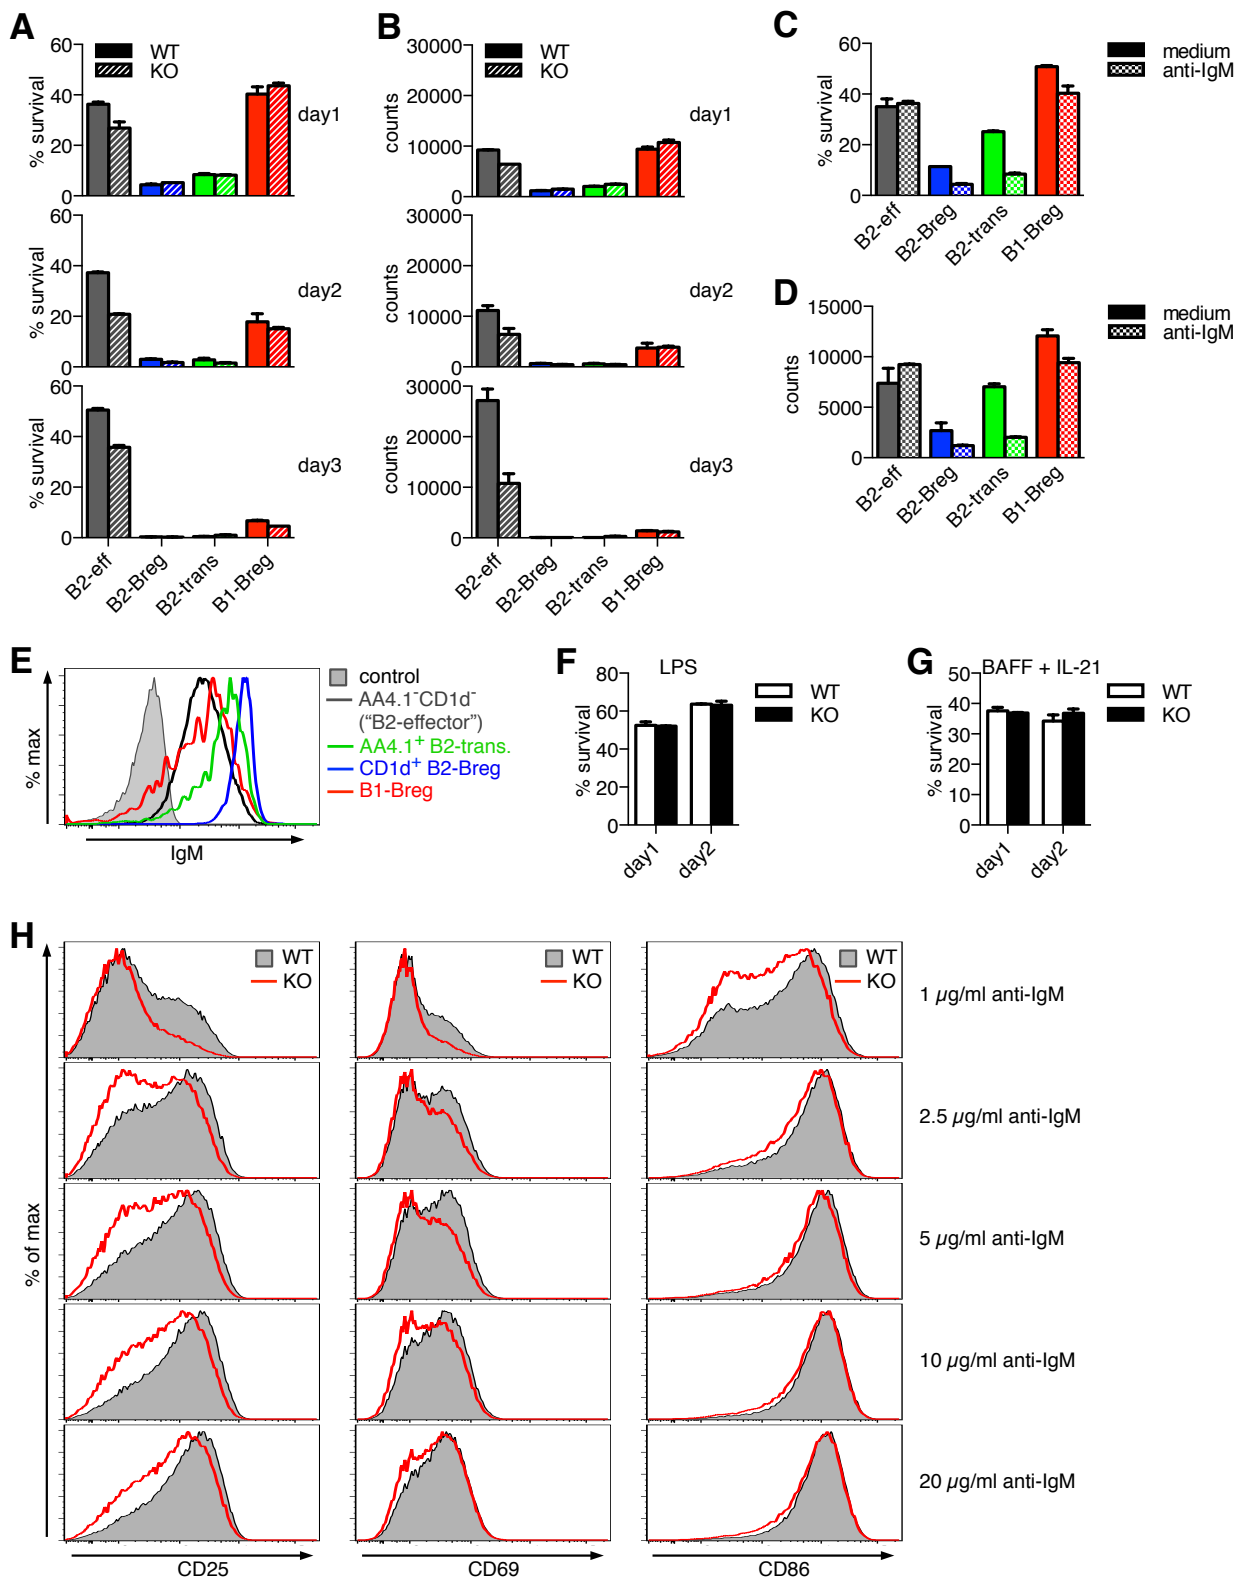 A
60
40
20
0
% survival
WT
KO
day1
60
40
20
0
% survival
day2
60
40
20
0
% survival
day3
B2-eff
B2-Breg
B2-trans
B1-Breg
B
30000
20000
10000
0
counts
WT
KO
day1
30000
20000
10000
0
counts
day2
30000
20000
10000
0
counts
day3
B2-eff
B2-Breg
B2-trans
B1-Breg
C
60
40
20
0
% survival
medium
anti-IgM
B2-eff
B2-Breg
B2-trans
B1-Breg
D
15000
10000
5000
0
counts
medium
anti-IgM
B2-eff
B2-Breg
B2-trans
B1-Breg
E
% max
IgM
control
AA4.1⁻CD1d⁻
(“B2-effector”)
AA4.1⁺ B2-trans.
CD1d⁺ B2-Breg
B1-Breg
F
LPS
80
60
40
20
0
% survival
day1
day2
WT
KO
G
BAFF + IL-21
50
40
30
20
10
0
% survival
day1
day2
WT
KO
H
% of max
WT
KO
WT
KO
WT
KO
1 µg/ml anti-IgM
2.5 µg/ml anti-IgM
5 µg/ml anti-IgM
10 µg/ml anti-IgM
20 µg/ml anti-IgM
CD25
CD69
CD86